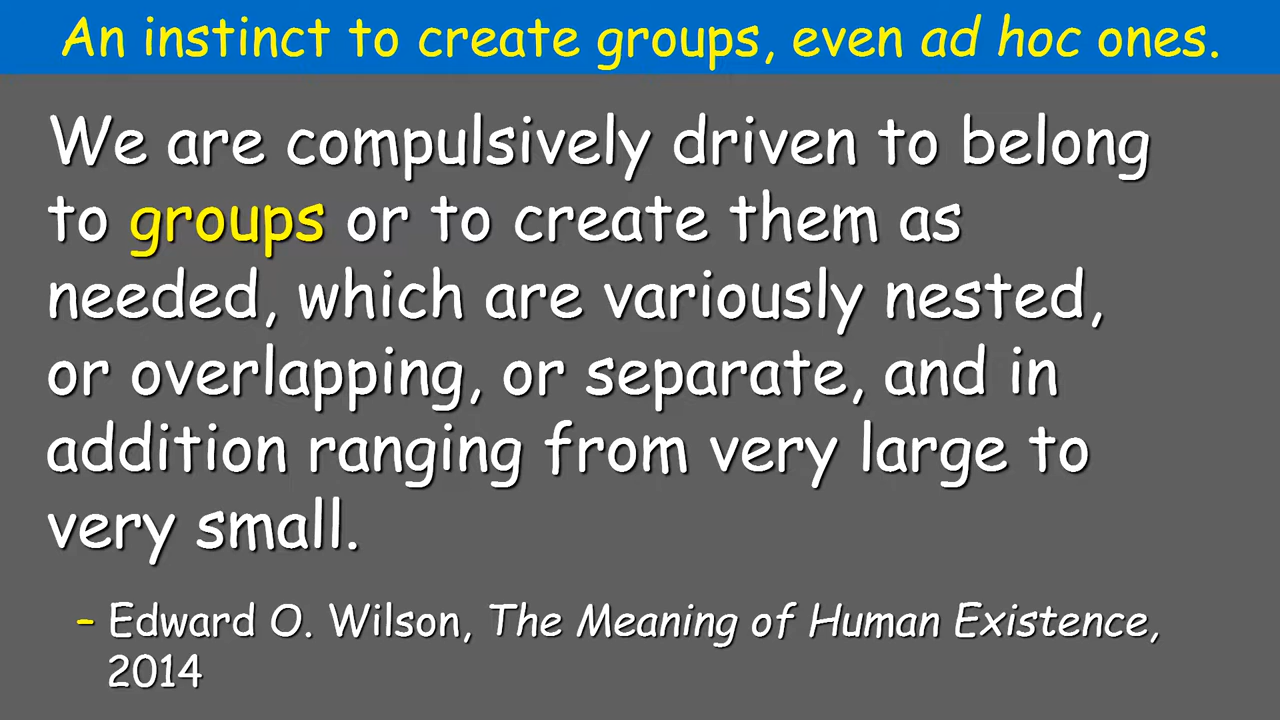 An instinct to create groups, even ad hoc ones.
We are compulsively driven to belong
to groups or to create them as
needed, which are variously nested,
or overlapping, or separate, and in
addition ranging from very large to
very small.
– Edward O. Wilson, The Meaning of Human Existence,
2014